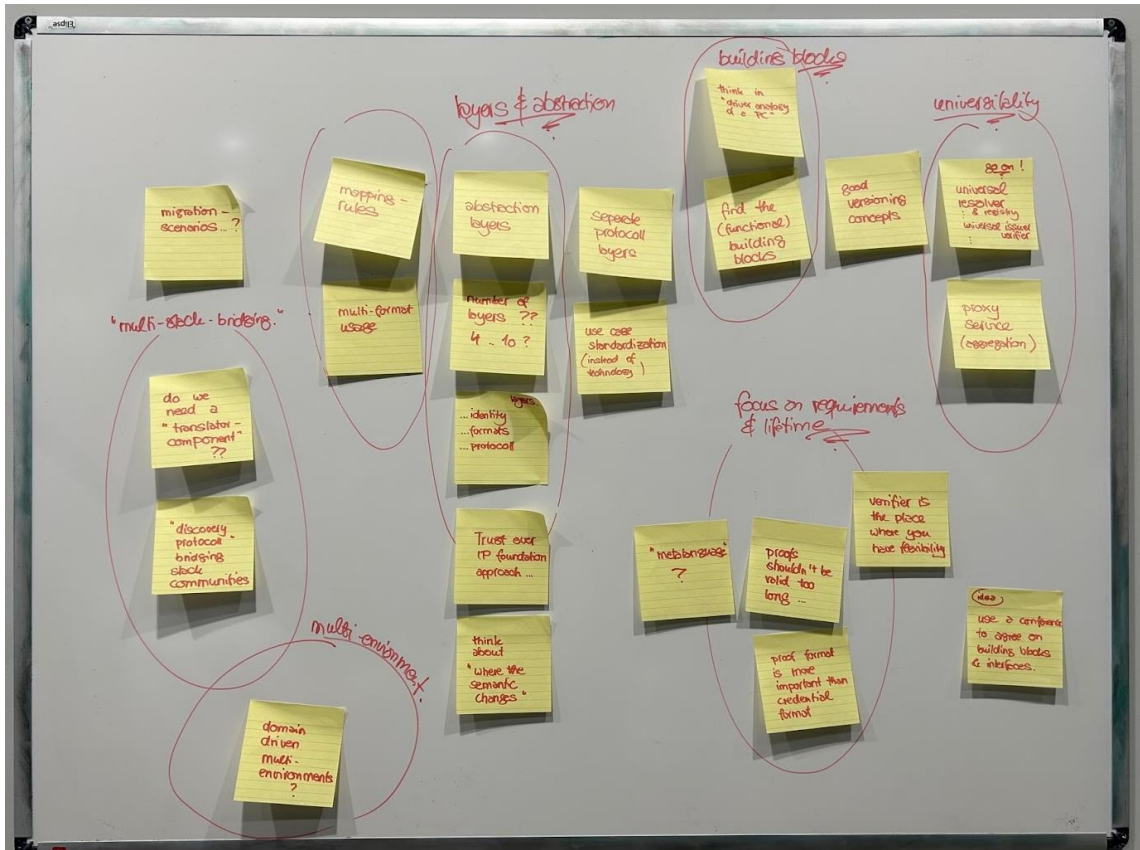 building blocks
think in
"driver analogy
of a PC"
find the
(functional)
building
blocks
layers & abstraction
mapping -
rules
multi-format
usage
abstraction
layers
number of
layers ??
4 .. 10 ?
layers
...identity
...formats
...protocoll
Trust over
IP foundation
approach ...
think
about
"where the
semantic
changes"
seperate
protocoll
layers
use case
standardization
(instead of
technology)
good
versioning
concepts
universitality
go on!
universal
resolver
: & registry
universal issuer
: verifier
proxy
service
(aggregation)
migration -
scenarios...?
"multi-stack-bridging."
do we
need a
"translator-
component"
??
"discovery
protocoll"
bridging
stack
communities
multi-environment.
domain
driven
multi-
environments
?
focus on requirements
& lifetime
"metalanguage"
?
proofs
shouldn't be
valid too
long ...
verifier is
the place
where you
have flexibility
proof format
is more
important than
credential
format
idea
use a conference
to agree on
building blocks
& interfaces.